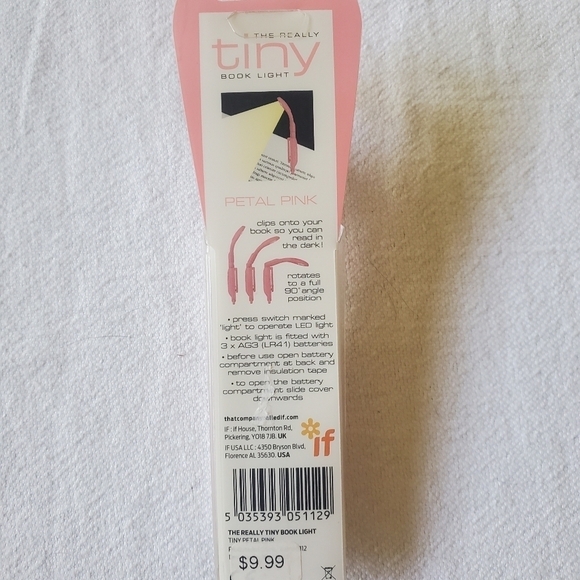 THE REALLY
tiny
BOOK LIGHT
PETAL PINK
clips onto your
book so you can
read in
the dark!
rotates
to a full
90° angle
position
• press switch marked
'light' to operate LED light
• book light is fitted with
3 x AG3 (LR41) batteries
• before use open battery
compartment at back and
remove insulation tape
• to open the battery
compartment slide cover
downwards
thatcompanycalledif.com
IF : if House, Thornton Rd,
Pickering, YO18 7JB. UK
IF USA LLC : 4350 Bryson Blvd,
Florence AL 35630. USA
if
5 035393 051129
THE REALLY TINY BOOK LIGHT
TINY PETAL PINK
$9.99